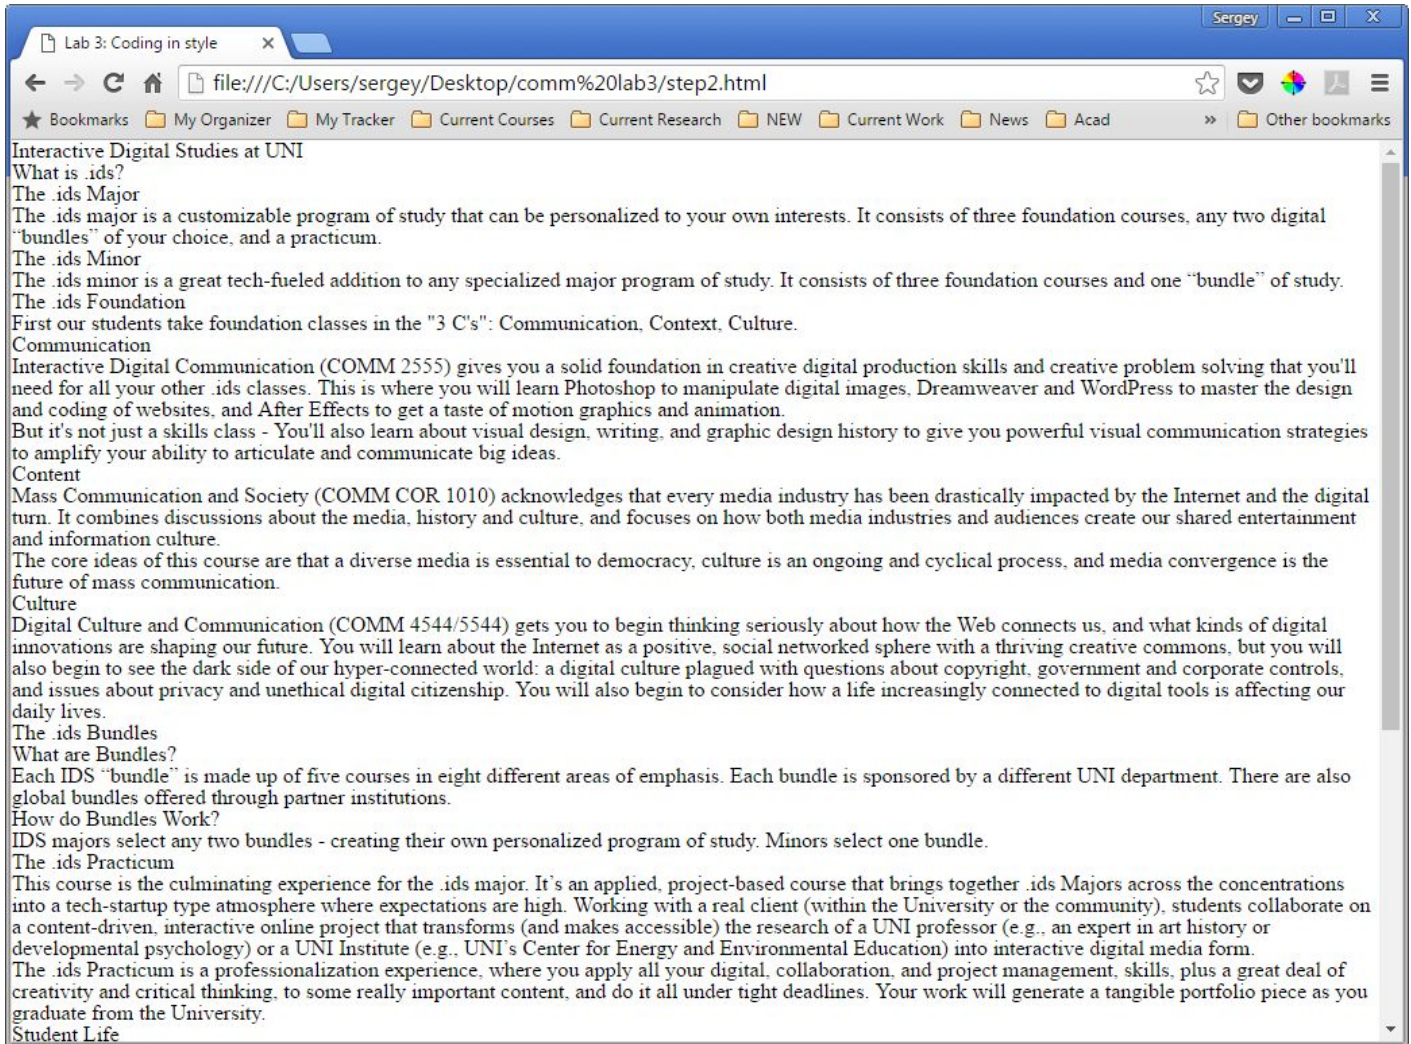 Sergey
Lab 3: Coding in style
file:///C:/Users/sergey/Desktop/comm%20lab3/step2.html
Bookmarks My Organizer My Tracker Current Courses Current Research NEW Current Work News Acad » Other bookmarks
Interactive Digital Studies at UNI
What is .ids?
The .ids Major
The .ids major is a customizable program of study that can be personalized to your own interests. It consists of three foundation courses, any two digital
“bundles” of your choice, and a practicum.
The .ids Minor
The .ids minor is a great tech-fueled addition to any specialized major program of study. It consists of three foundation courses and one “bundle” of study.
The .ids Foundation
First our students take foundation classes in the "3 C's": Communication, Context, Culture.
Communication
Interactive Digital Communication (COMM 2555) gives you a solid foundation in creative digital production skills and creative problem solving that you'll
need for all your other .ids classes. This is where you will learn Photoshop to manipulate digital images, Dreamweaver and WordPress to master the design
and coding of websites, and After Effects to get a taste of motion graphics and animation.
But it's not just a skills class - You'll also learn about visual design, writing, and graphic design history to give you powerful visual communication strategies
to amplify your ability to articulate and communicate big ideas.
Content
Mass Communication and Society (COMM COR 1010) acknowledges that every media industry has been drastically impacted by the Internet and the digital
turn. It combines discussions about the media, history and culture, and focuses on how both media industries and audiences create our shared entertainment
and information culture.
The core ideas of this course are that a diverse media is essential to democracy, culture is an ongoing and cyclical process, and media convergence is the
future of mass communication.
Culture
Digital Culture and Communication (COMM 4544/5544) gets you to begin thinking seriously about how the Web connects us, and what kinds of digital
innovations are shaping our future. You will learn about the Internet as a positive, social networked sphere with a thriving creative commons, but you will
also begin to see the dark side of our hyper-connected world: a digital culture plagued with questions about copyright, government and corporate controls,
and issues about privacy and unethical digital citizenship. You will also begin to consider how a life increasingly connected to digital tools is affecting our
daily lives.
The .ids Bundles
What are Bundles?
Each IDS “bundle” is made up of five courses in eight different areas of emphasis. Each bundle is sponsored by a different UNI department. There are also
global bundles offered through partner institutions.
How do Bundles Work?
IDS majors select any two bundles - creating their own personalized program of study. Minors select one bundle.
The .ids Practicum
This course is the culminating experience for the .ids major. It’s an applied, project-based course that brings together .ids Majors across the concentrations
into a tech-startup type atmosphere where expectations are high. Working with a real client (within the University or the community), students collaborate on
a content-driven, interactive online project that transforms (and makes accessible) the research of a UNI professor (e.g., an expert in art history or
developmental psychology) or a UNI Institute (e.g., UNI’s Center for Energy and Environmental Education) into interactive digital media form.
The .ids Practicum is a professionalization experience, where you apply all your digital, collaboration, and project management, skills, plus a great deal of
creativity and critical thinking, to some really important content, and do it all under tight deadlines. Your work will generate a tangible portfolio piece as you
graduate from the University.
Student Life